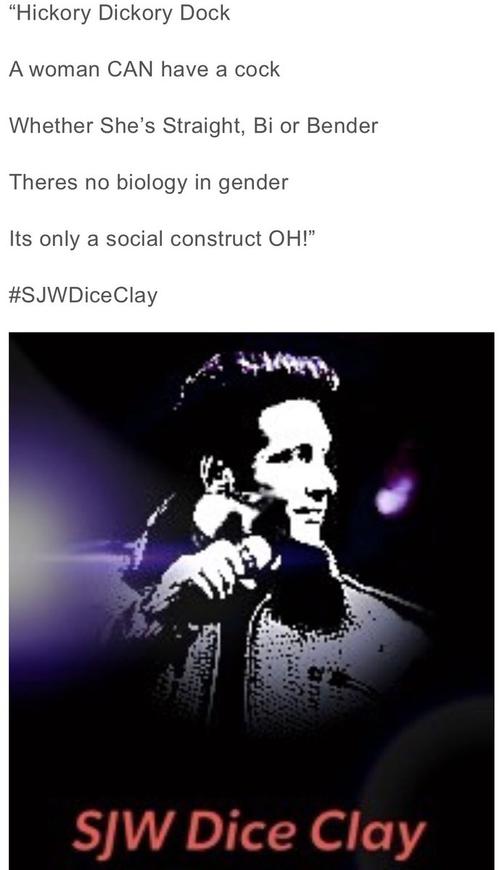 “Hickory Dickory Dock
A woman CAN have a cock
Whether She’s Straight, Bi or Bender
Theres no biology in gender
Its only a social construct OH!”
#SJWDiceClay
SJW Dice Clay